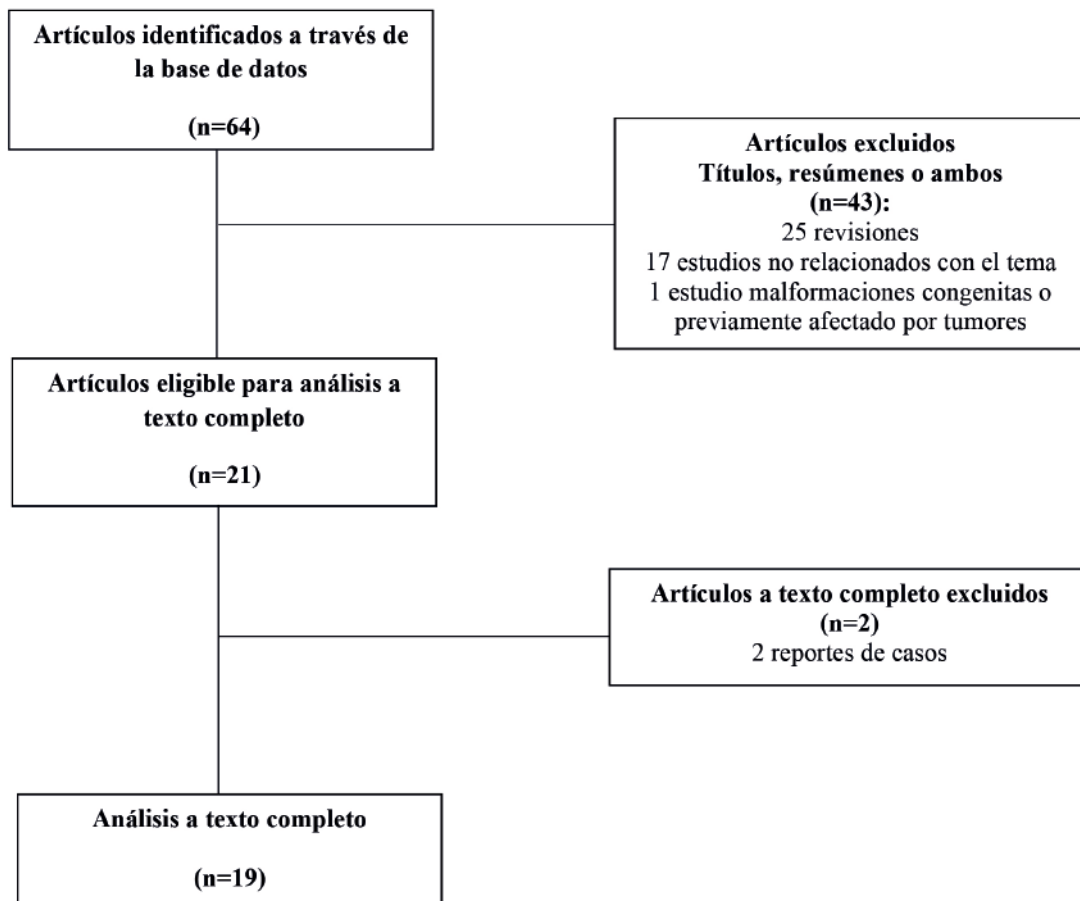 Artículos identificados a través de
la base de datos
(n=64)
Artículos excluidos
Títulos, resúmenes o ambos
(n=43):
25 revisiones
17 estudios no relacionados con el tema
1 estudio malformaciones congenitas o
previamente afectado por tumores
Artículos eligible para análisis a
texto completo
(n=21)
Artículos a texto completo excluidos
(n=2)
2 reportes de casos
Análisis a texto completo
(n=19)